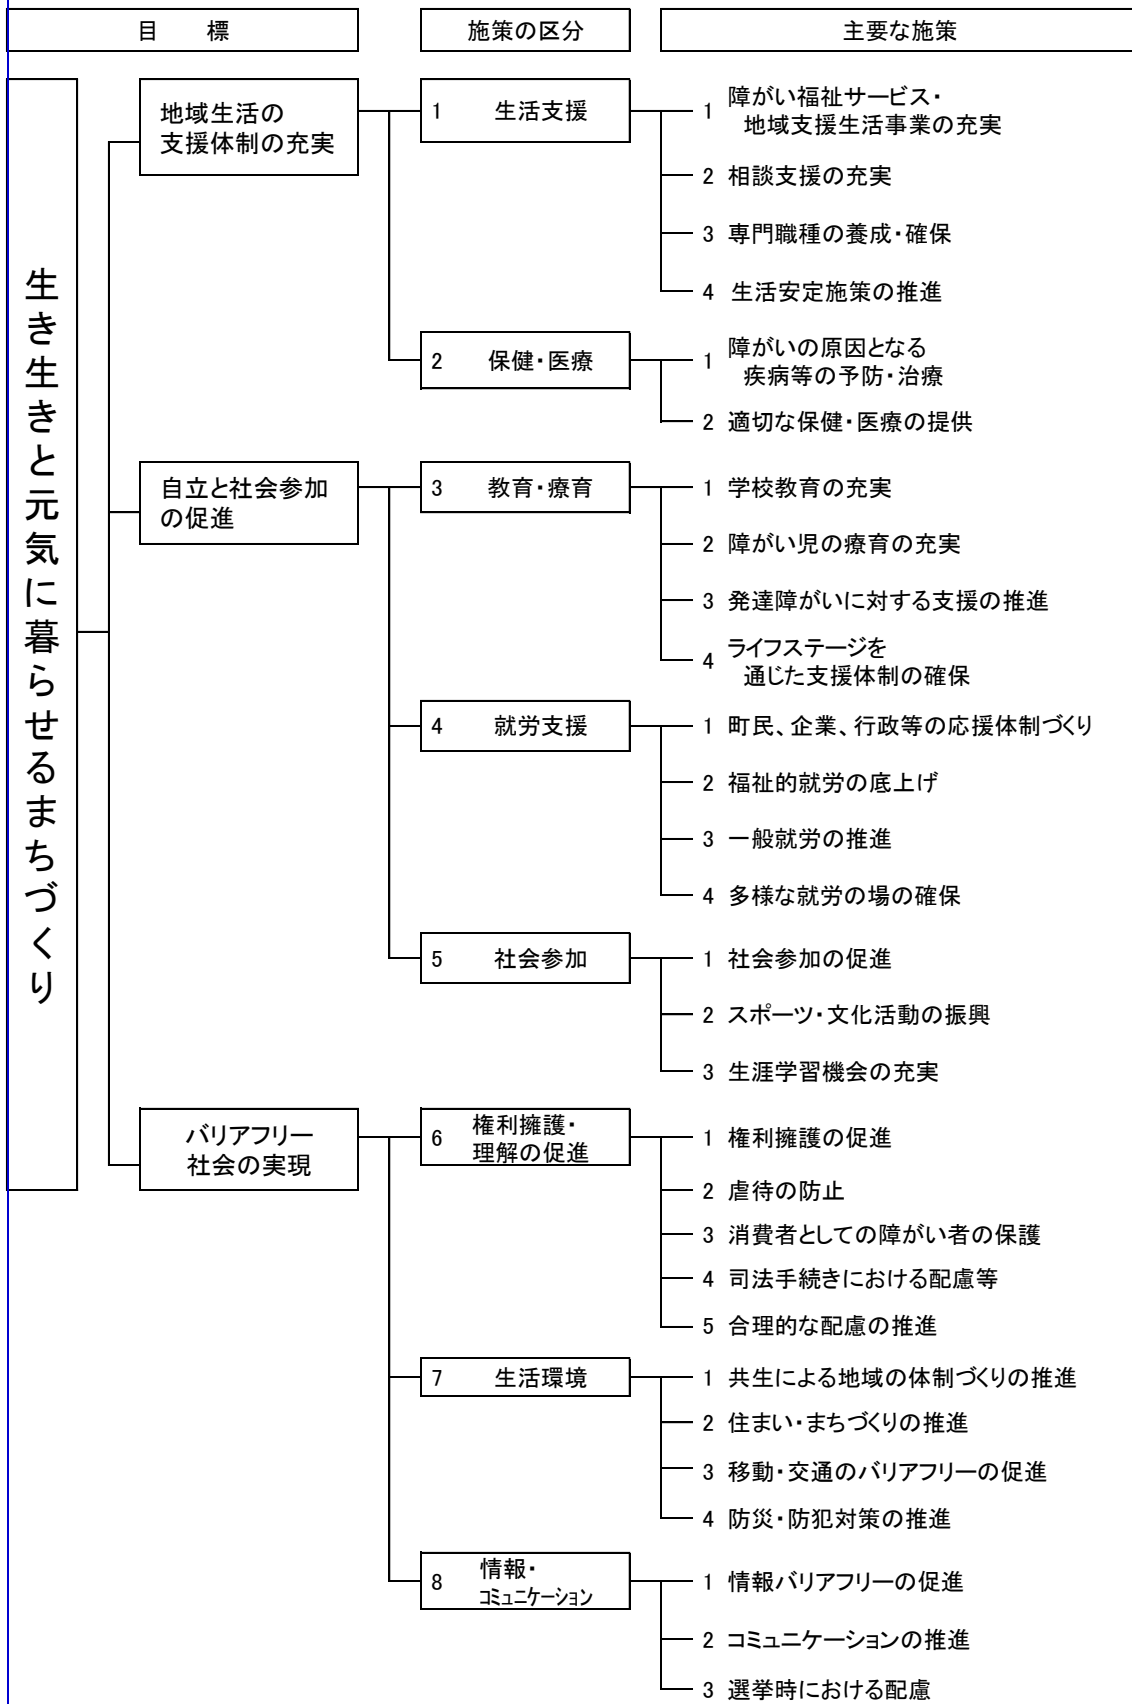 目　標
施策の区分
主要な施策
生き生きと元気に暮らせるまちづくり
地域生活の
支援体制の充実
1 生活支援
1 障がい福祉サービス・
地域支援生活事業の充実
2 相談支援の充実
3 専門職種の養成・確保
4 生活安定施策の推進
2 保健・医療
1 障がいの原因となる
疾病等の予防・治療
2 適切な保健・医療の提供
自立と社会参加
の促進
3 教育・療育
1 学校教育の充実
2 障がい児の療育の充実
3 発達障がいに対する支援の推進
4 ライフステージを
通じた支援体制の確保
4 就労支援
1 町民、企業、行政等の応援体制づくり
2 福祉的就労の底上げ
3 一般就労の推進
4 多様な就労の場の確保
5 社会参加
1 社会参加の促進
2 スポーツ・文化活動の振興
3 生涯学習機会の充実
バリアフリー
社会の実現
6 権利擁護・
理解の促進
1 権利擁護の促進
2 虐待の防止
3 消費者としての障がい者の保護
4 司法手続きにおける配慮等
5 合理的な配慮の推進
7 生活環境
1 共生による地域の体制づくりの推進
2 住まい・まちづくりの推進
3 移動・交通のバリアフリーの促進
4 防災・防犯対策の推進
8 情報・
コミュニケーション
1 情報バリアフリーの促進
2 コミュニケーションの推進
3 選挙時における配慮